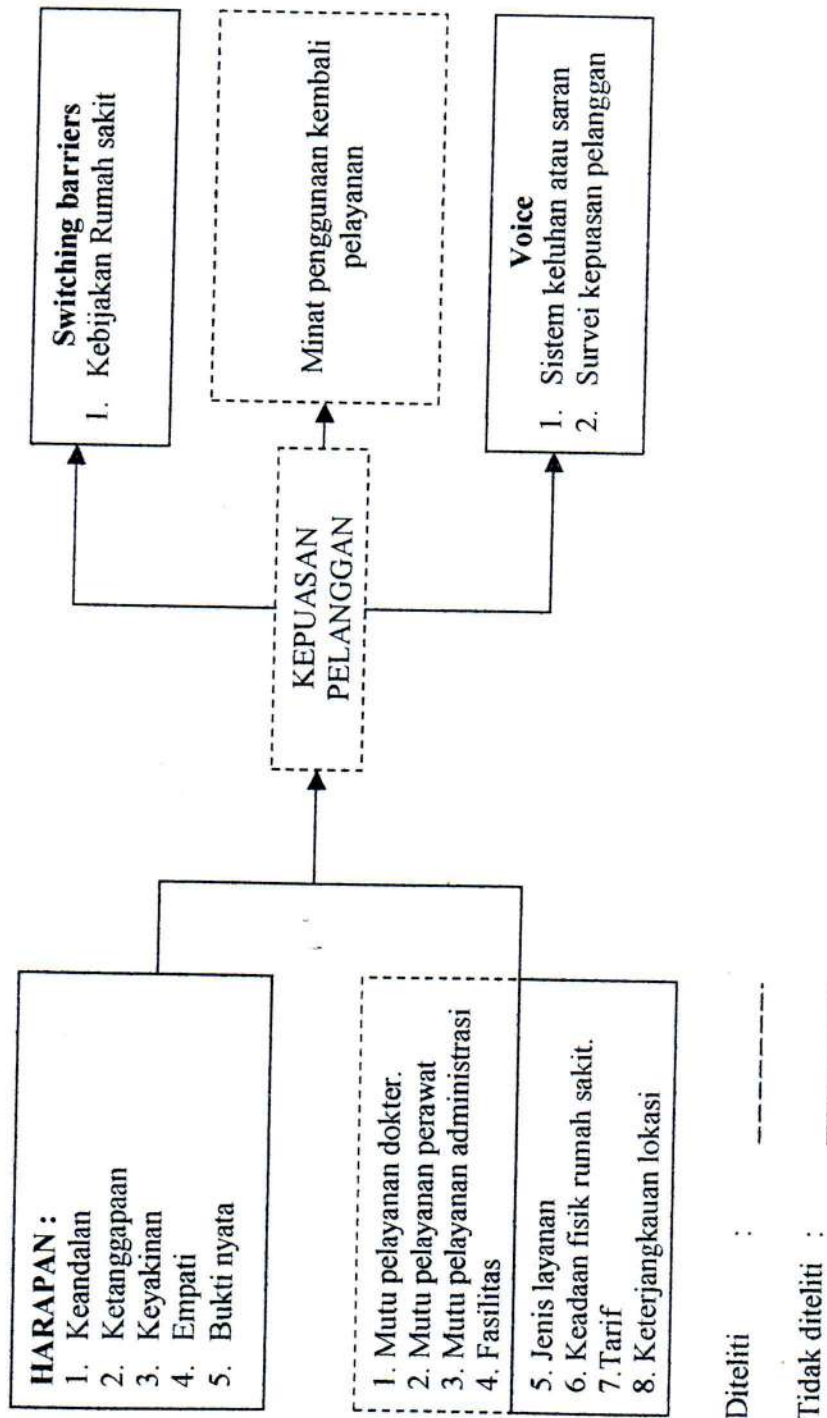 HARAPAN :
1. Keandalan
2. Ketanggapaan
3. Keyakinan
4. Empati
5. Bukti nyata
1. Mutu pelayanan dokter.
2. Mutu pelayanan perawat
3. Mutu pelayanan administrasi
4. Fasilitas
5. Jenis layanan
6. Keadaan fisik rumah sakit.
7.Tarif
8. Keterjangkauan lokasi
KEPUASAN
PELANGGAN
Switching barriers
1. Kebijakan Rumah sakit
Minat penggunaan kembali
pelayanan
Voice
1. Sistem keluhan atau saran
2. Survei kepuasan pelanggan
Diteliti :
Tidak diteliti :